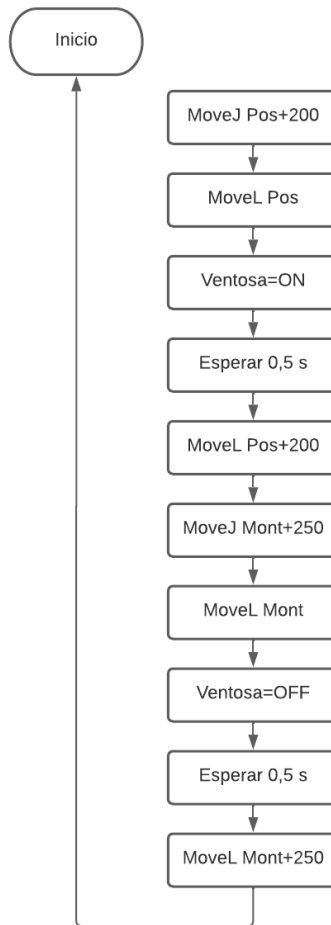 Inicio
MoveJ Pos+200
MoveL Pos
Ventosa=ON
Esperar 0,5 s
MoveL Pos+200
MoveJ Mont+250
MoveL Mont
Ventosa=OFF
Esperar 0,5 s
MoveL Mont+250